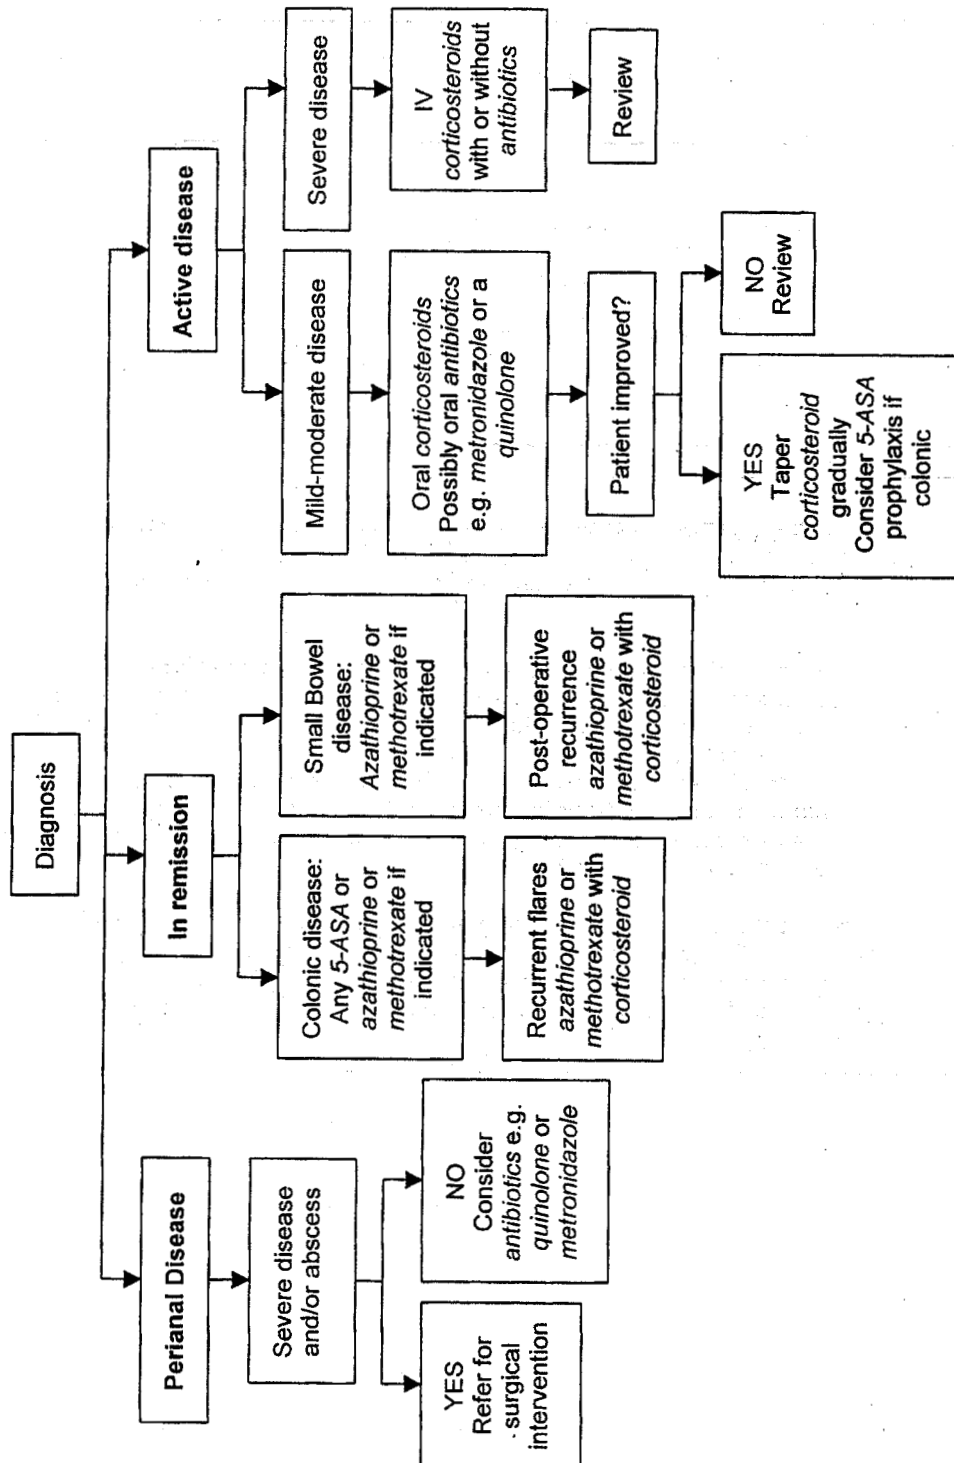 Diagnosis
Perianal Disease
Severe disease
and/or abscess
YES
Refer for
surgical
intervention
NO
Consider
antibiotics e.g.
quinolone or
metronidazole
In remission
Colonic disease:
Any 5-ASA or
azathioprine or
methotrexate if
indicated
Recurrent flares
azathioprine or
methotrexate with
corticosteroid
Small Bowel
disease:
Azathioprine or
methotrexate if
indicated
Post-operative
recurrence
azathioprine or
methotrexate with
corticosteroid
Active disease
Mild-moderate disease
Oral corticosteroids
Possibly oral antibiotics
e.g. metronidazole or a
quinolone
Patient improved?
YES
Taper
corticosteroid
gradually
Consider 5-ASA
prophylaxis if
colonic
NO
Review
Severe disease
IV
corticosteroids
with or without
antibiotics
Review